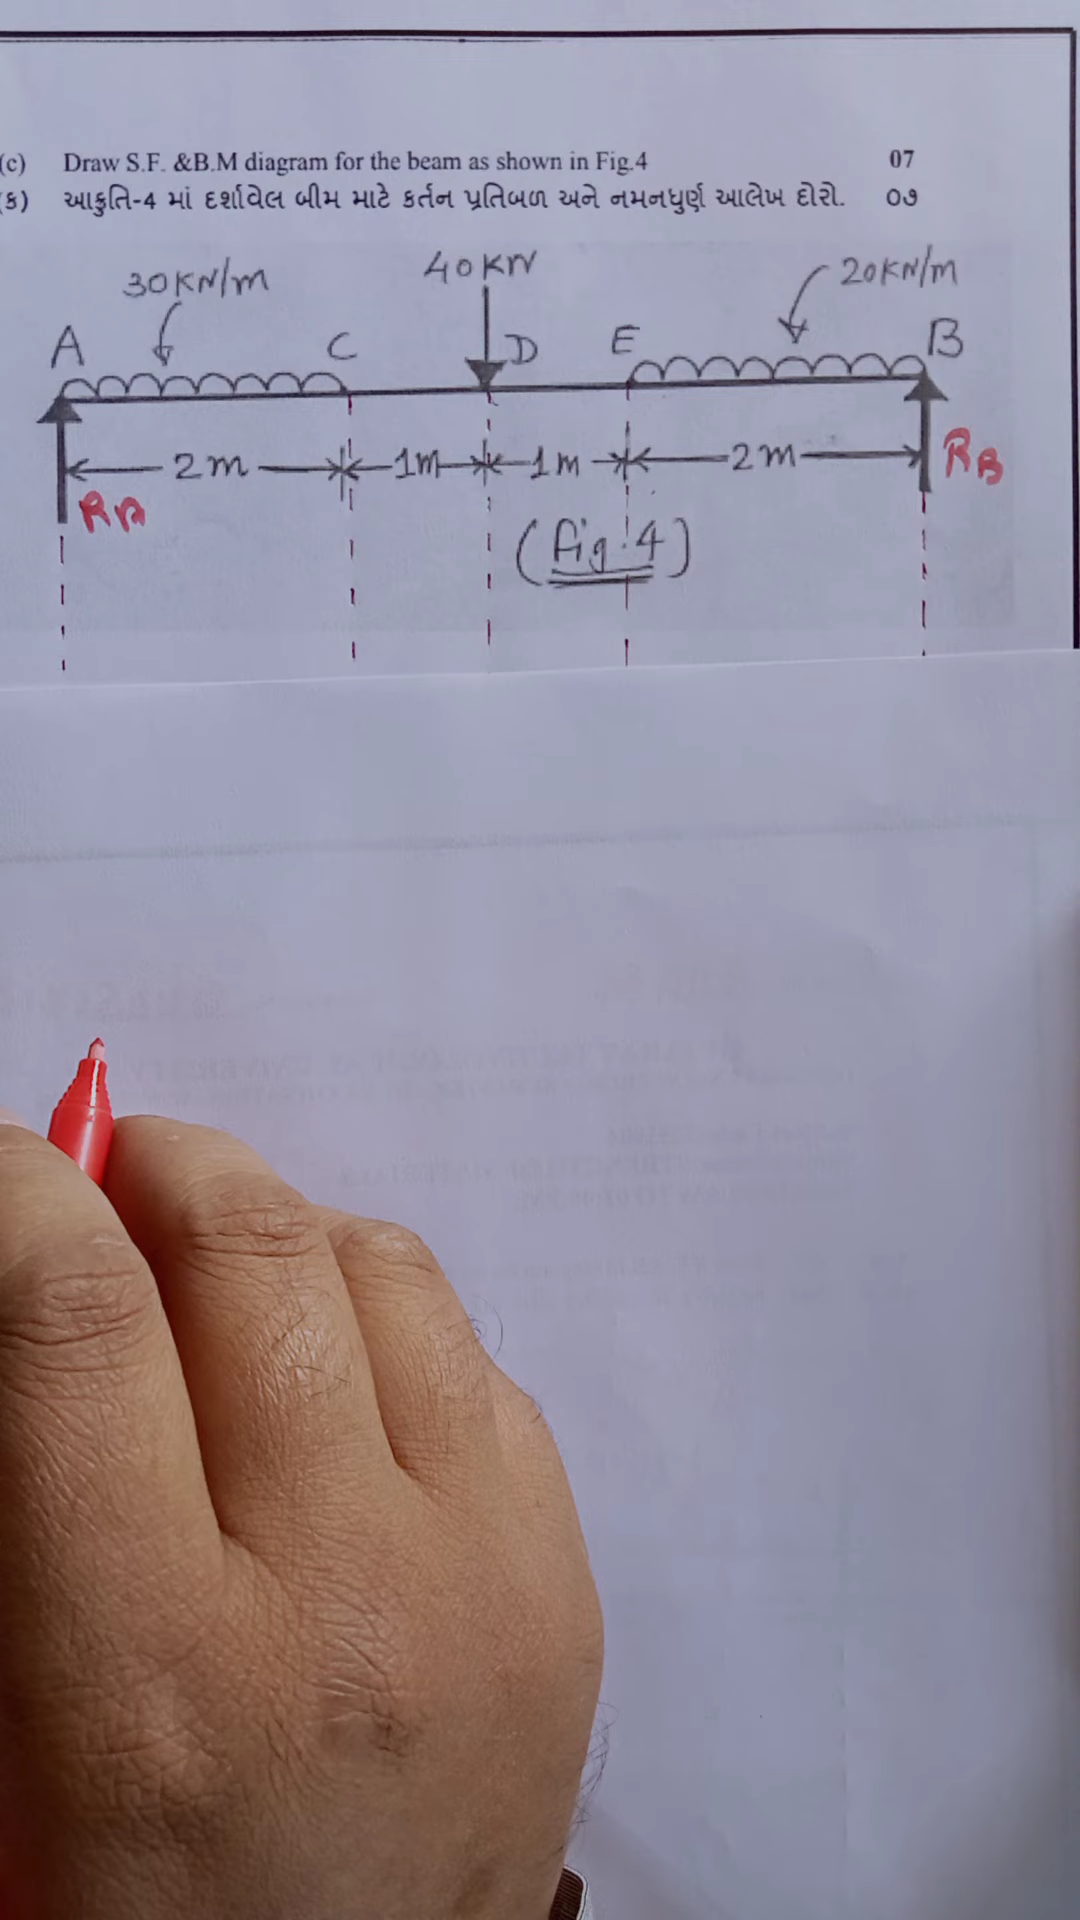 (c) Draw S.F. &B.M diagram for the beam as shown in Fig.4 07
(ક) આકૃતિ-4 માં દર્શાવેલ બીમ માટે કર્તન પ્રતિબળ અને નમનઘુર્ણ આલેખ દોરો. ૦૭
30KN/m 40KN 20KN/m
A C D E B
2m 1m 1m 2m
RA RB
(fig.4)